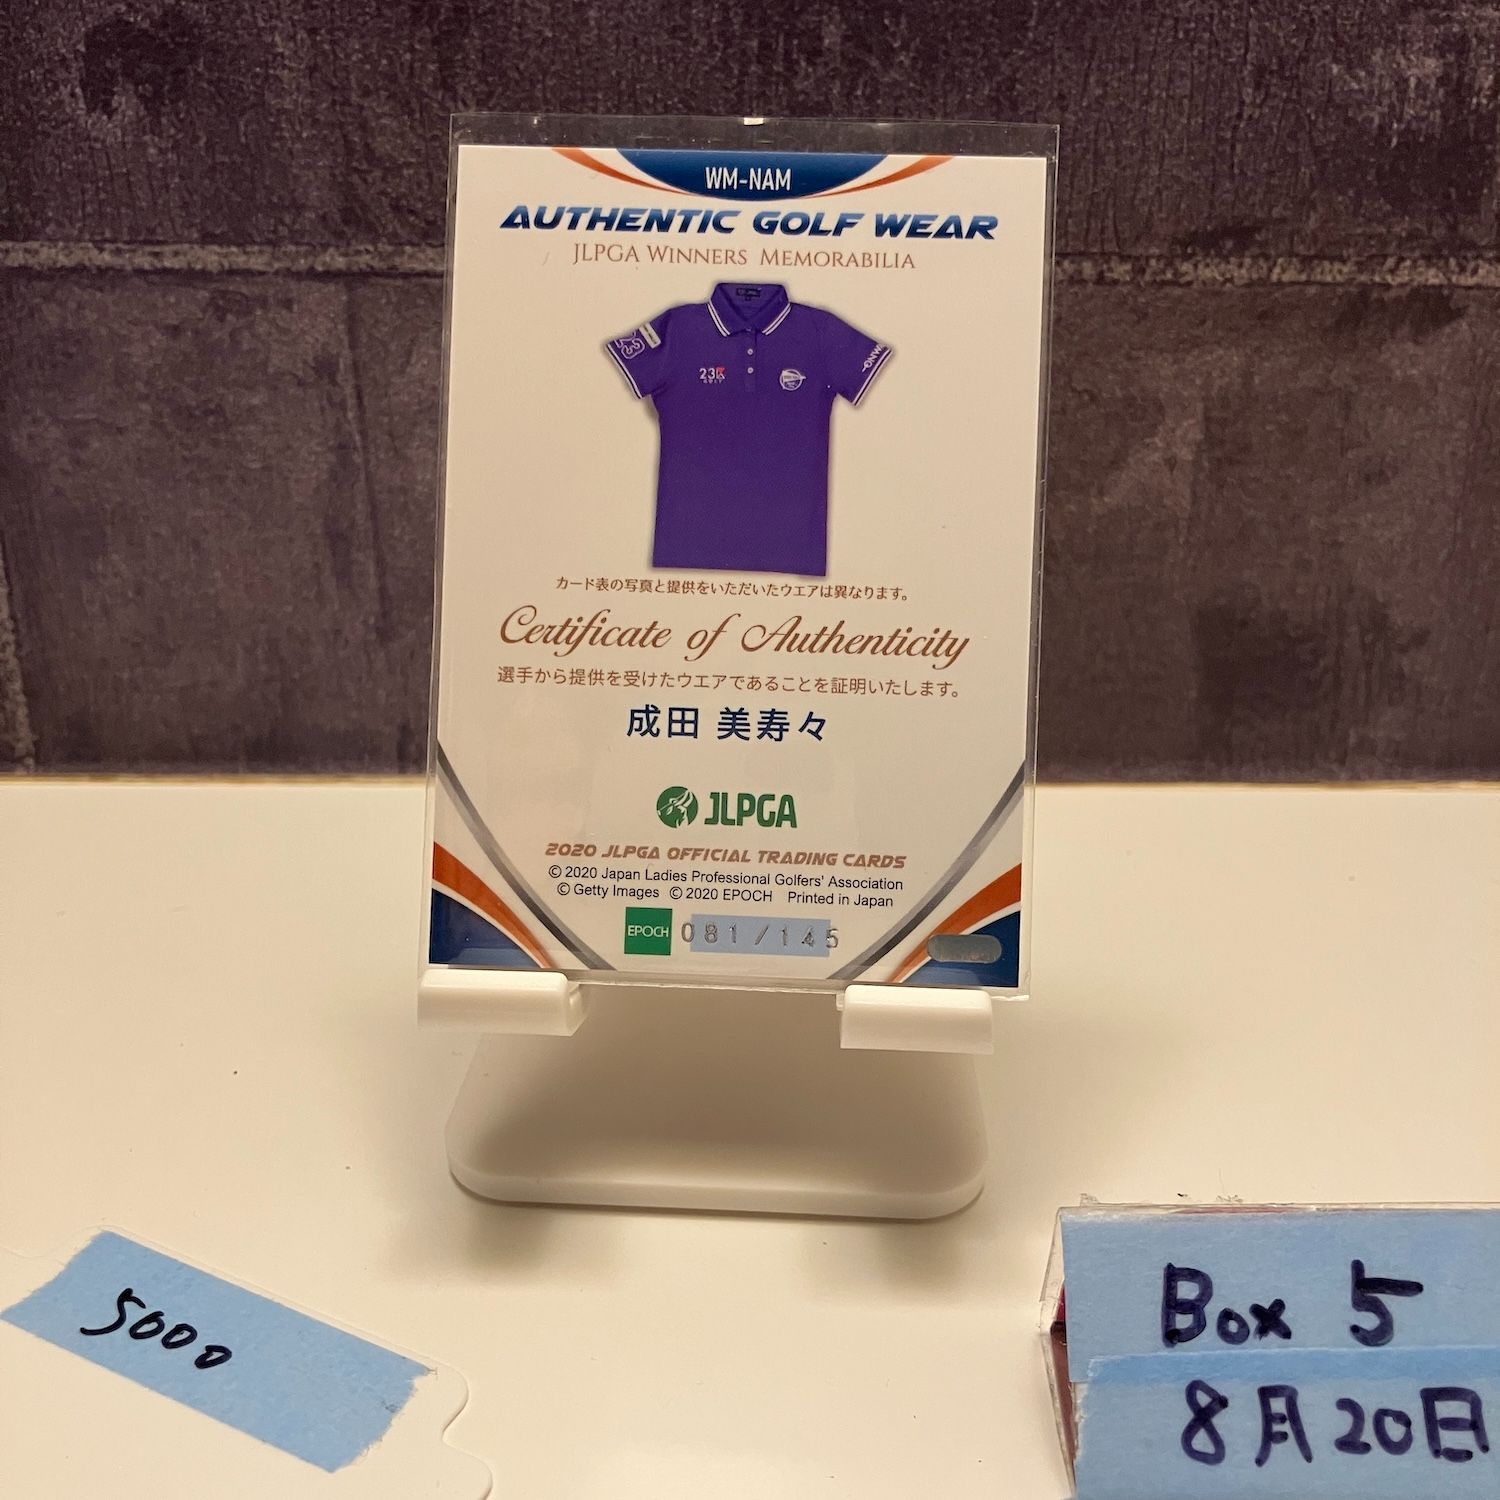 WM-NAM
AUTHENTIC GOLF WEAR
JLPGA WINNERS MEMORABILIA
23
23区
GOLF
カード表の写真と提供をいただいたウエアは異なります。
Certificate of Authenticity
選手から提供を受けたウエアであることを証明いたします。
成田 美寿々
JLPGA
2020 JLPGA OFFICIAL TRADING CARDS
© 2020 Japan Ladies Professional Golfers' Association
© Getty Images © 2020 EPOCH Printed in Japan
EPOCH 081/145
5000
Box 5
8月20日